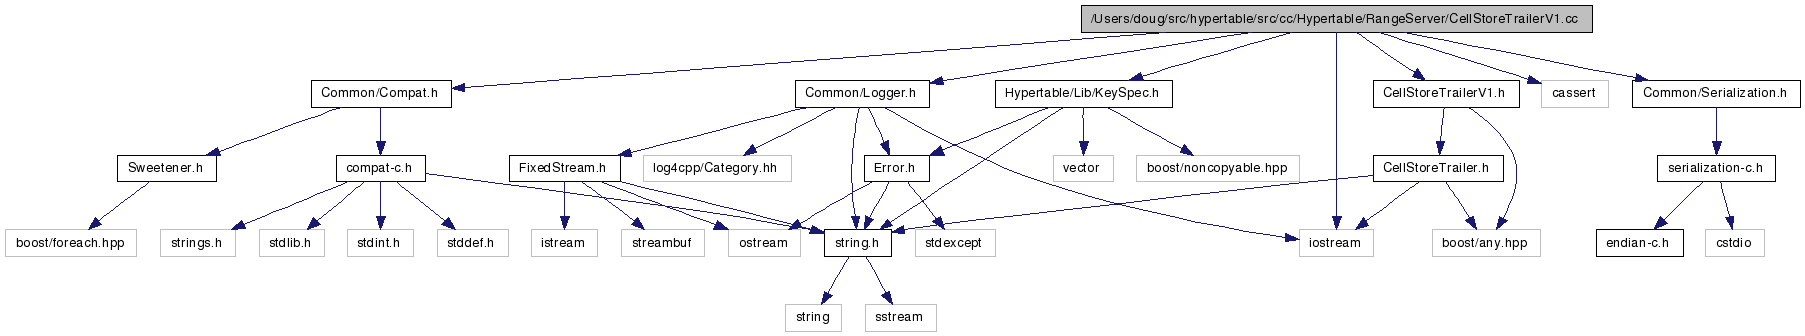 /Users/doug/src/hypertable/src/cc/Hypertable/RangeServer/CellStoreTrailerV1.cc
Common/Compat.h
Common/Logger.h
Hypertable/Lib/KeySpec.h
CellStoreTrailerV1.h
cassert
Common/Serialization.h
Sweetener.h
compat-c.h
FixedStream.h
log4cpp/Category.hh
Error.h
vector
boost/noncopyable.hpp
CellStoreTrailer.h
serialization-c.h
boost/foreach.hpp
strings.h
stdlib.h
stdint.h
stddef.h
istream
streambuf
ostream
string.h
stdexcept
iostream
boost/any.hpp
endian-c.h
cstdio
string
sstream